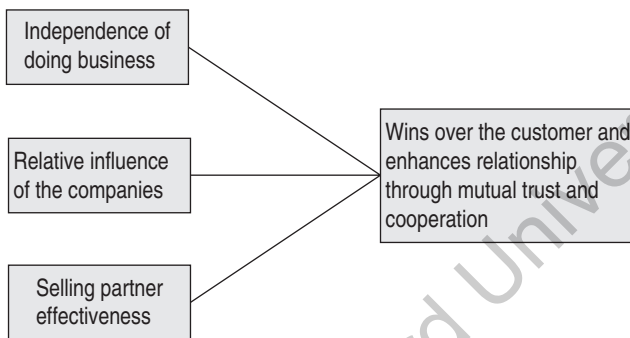 Independence of
doing business
Relative influence
of the companies
Selling partner
effectiveness
Wins over the customer and
enhances relationship
through mutual trust and
cooperation